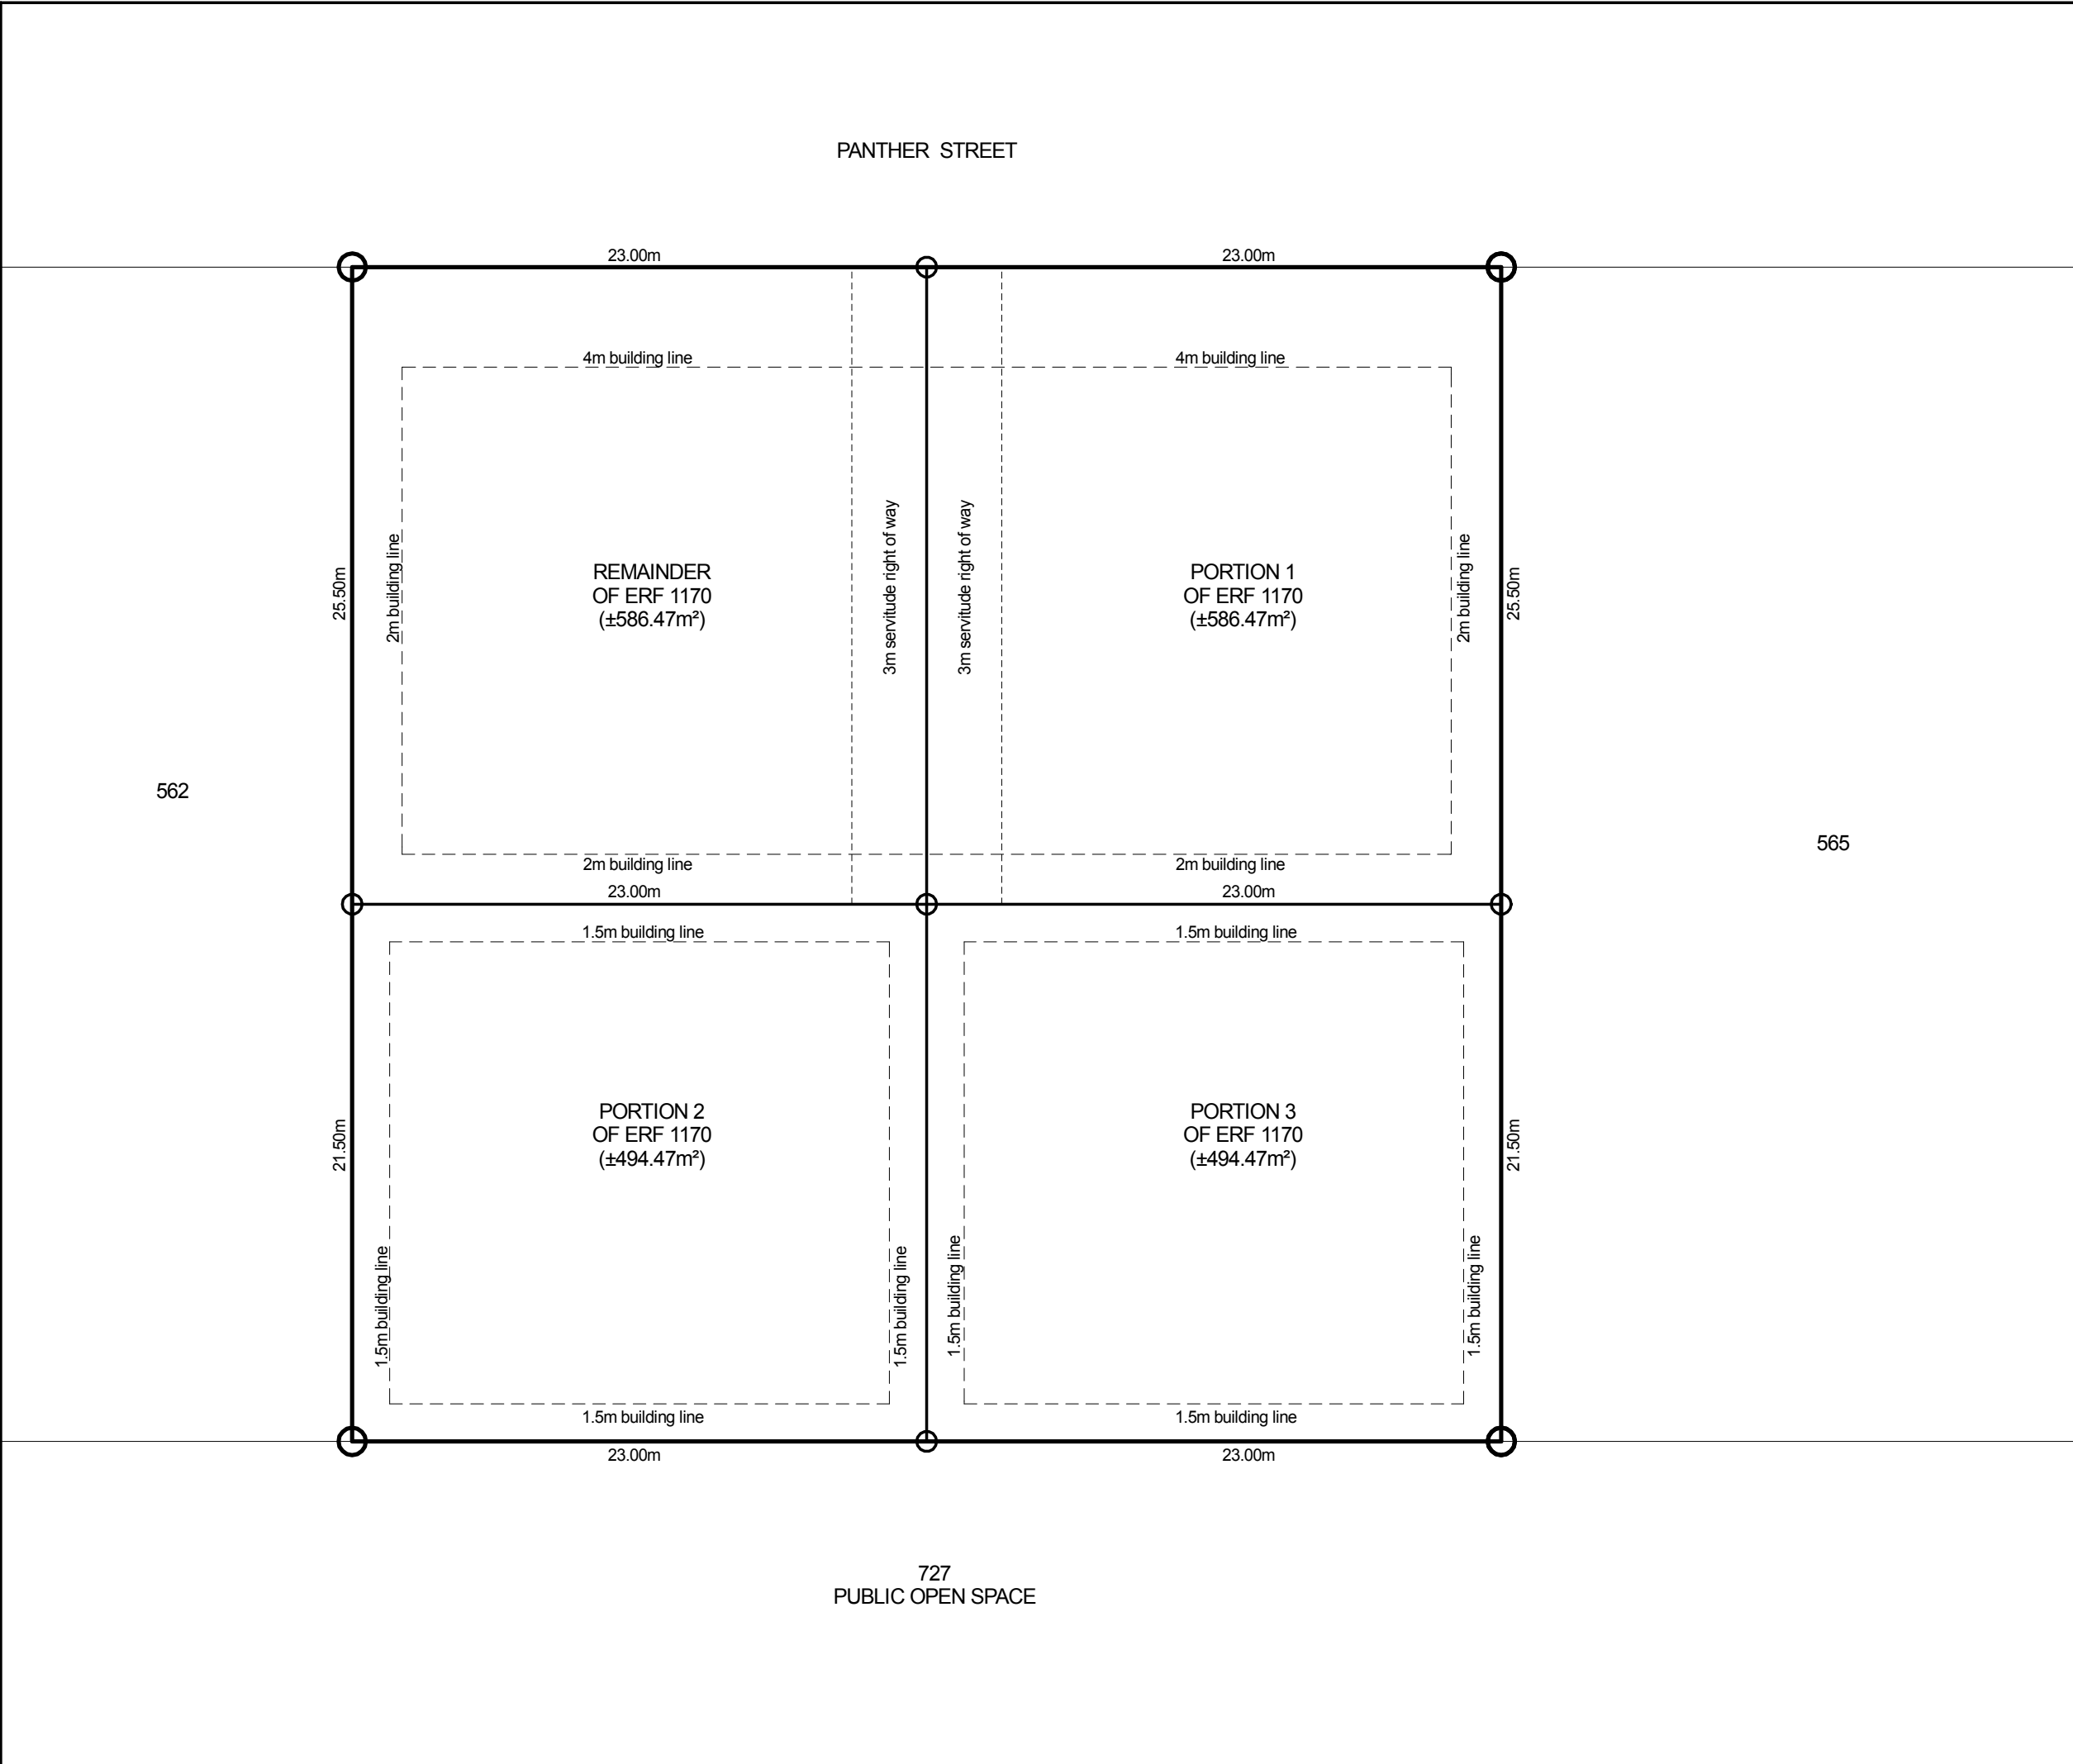 PANTHER STREET
23.00m
23.00m
4m building line
4m building line
2m building line
25.50m
REMAINDER
OF ERF 1170
(±586.47m²)
3m servitude right of way
3m servitude right of way
PORTION 1
OF ERF 1170
(±586.47m²)
2m building line
25.50m
562
565
2m building line
2m building line
23.00m
23.00m
1.5m building line
1.5m building line
21.50m
PORTION 2
OF ERF 1170
(±494.47m²)
PORTION 3
OF ERF 1170
(±494.47m²)
21.50m
1.5m building line
1.5m building line
1.5m building line
1.5m building line
1.5m building line
1.5m building line
23.00m
23.00m
727
PUBLIC OPEN SPACE